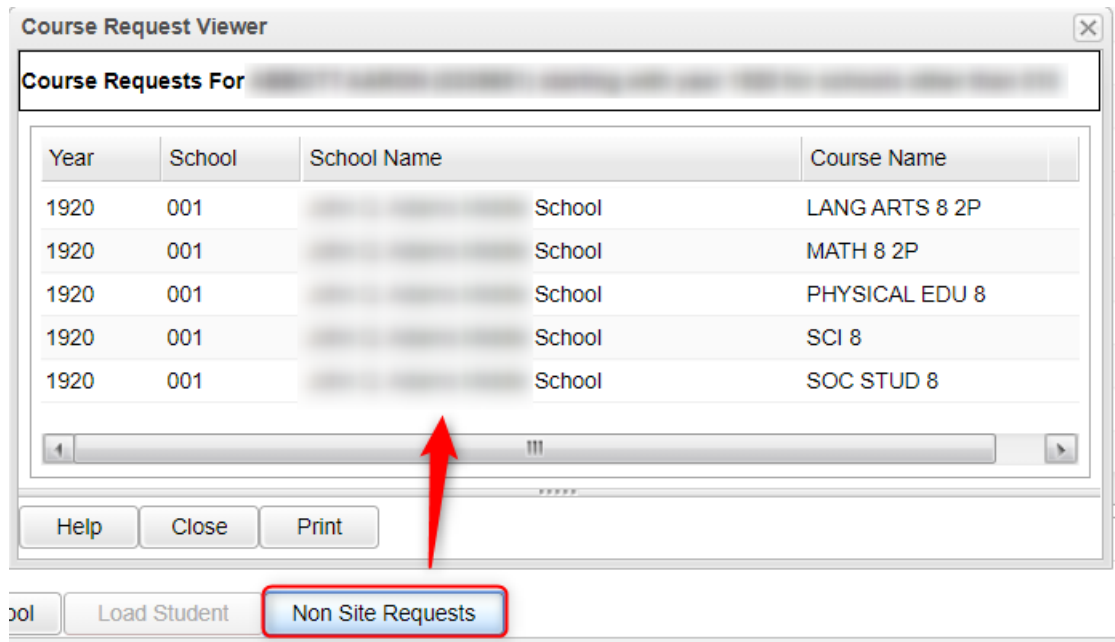 Course Request Viewer
Course Requests For
Year School School Name Course Name
1920 001 School LANG ARTS 8 2P
1920 001 School MATH 8 2P
1920 001 School PHYSICAL EDU 8
1920 001 School SCI 8
1920 001 School SOC STUD 8
Help Close Print
ool Load Student Non Site Requests